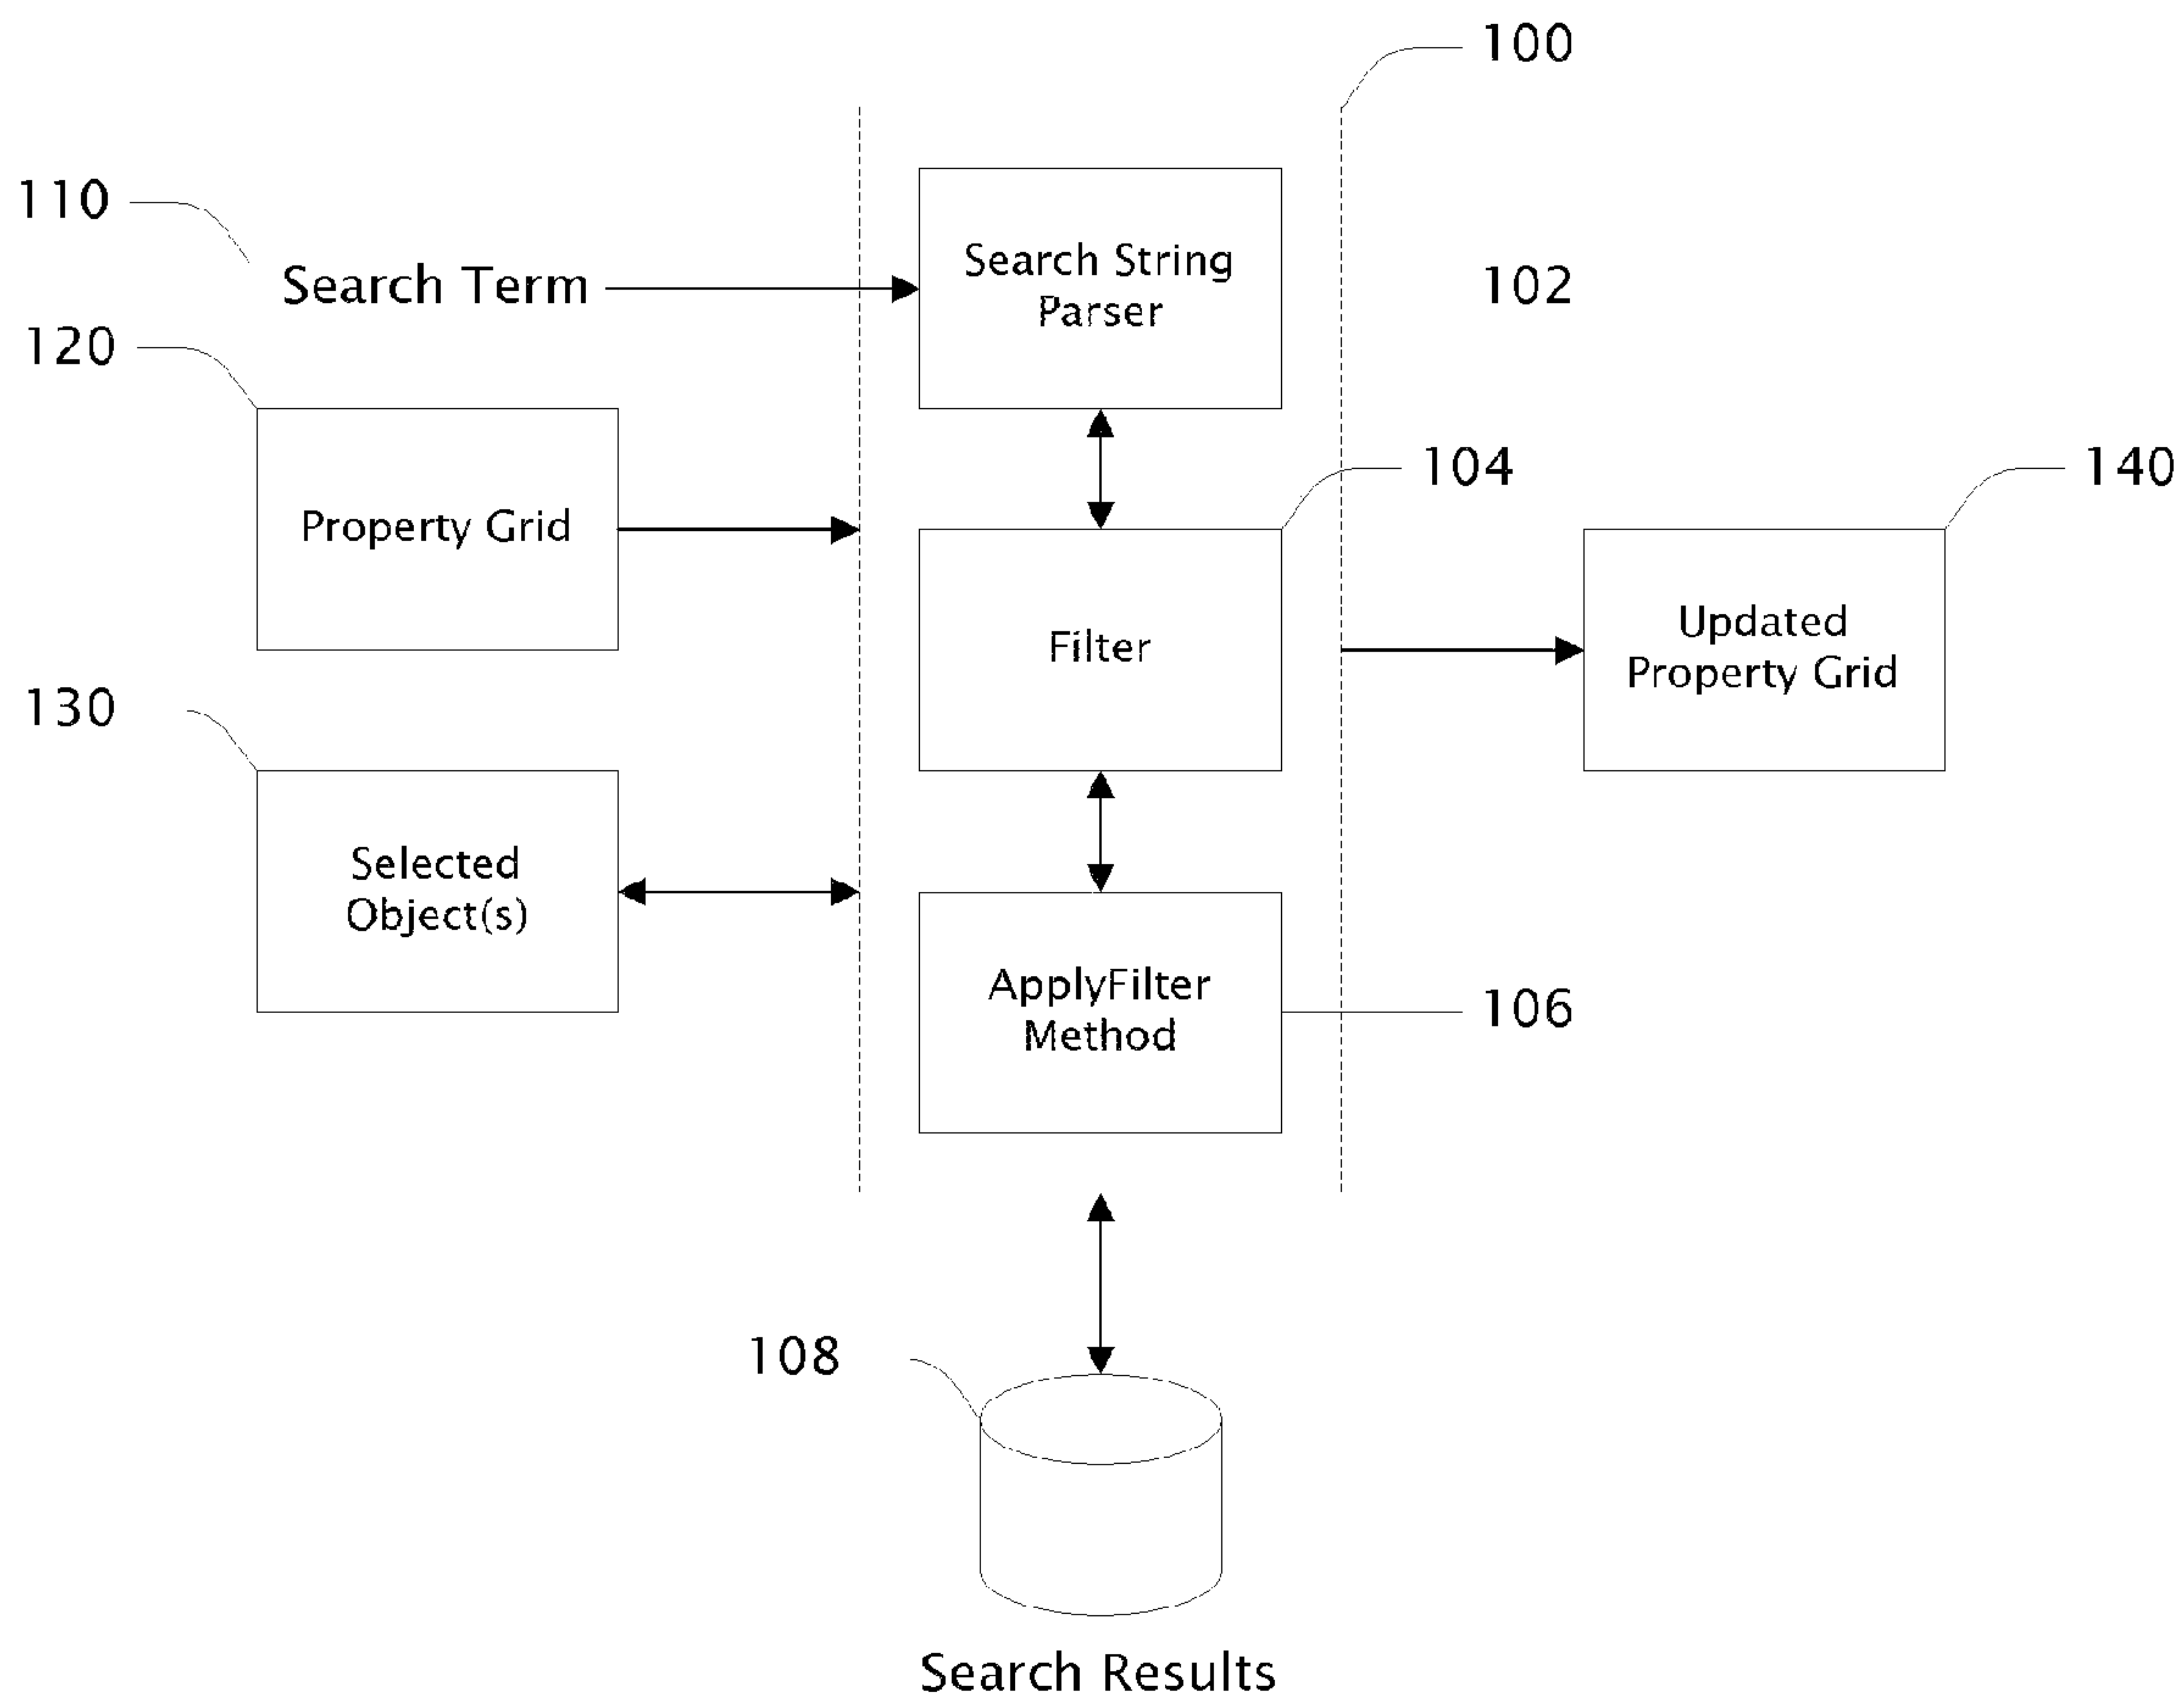 100
110
Search Term
Search String
Parser
102
120
Property Grid
104
140
Filter
Updated
Property Grid
130
Selected
Object(s)
ApplyFilter
Method
106
108
Search Results